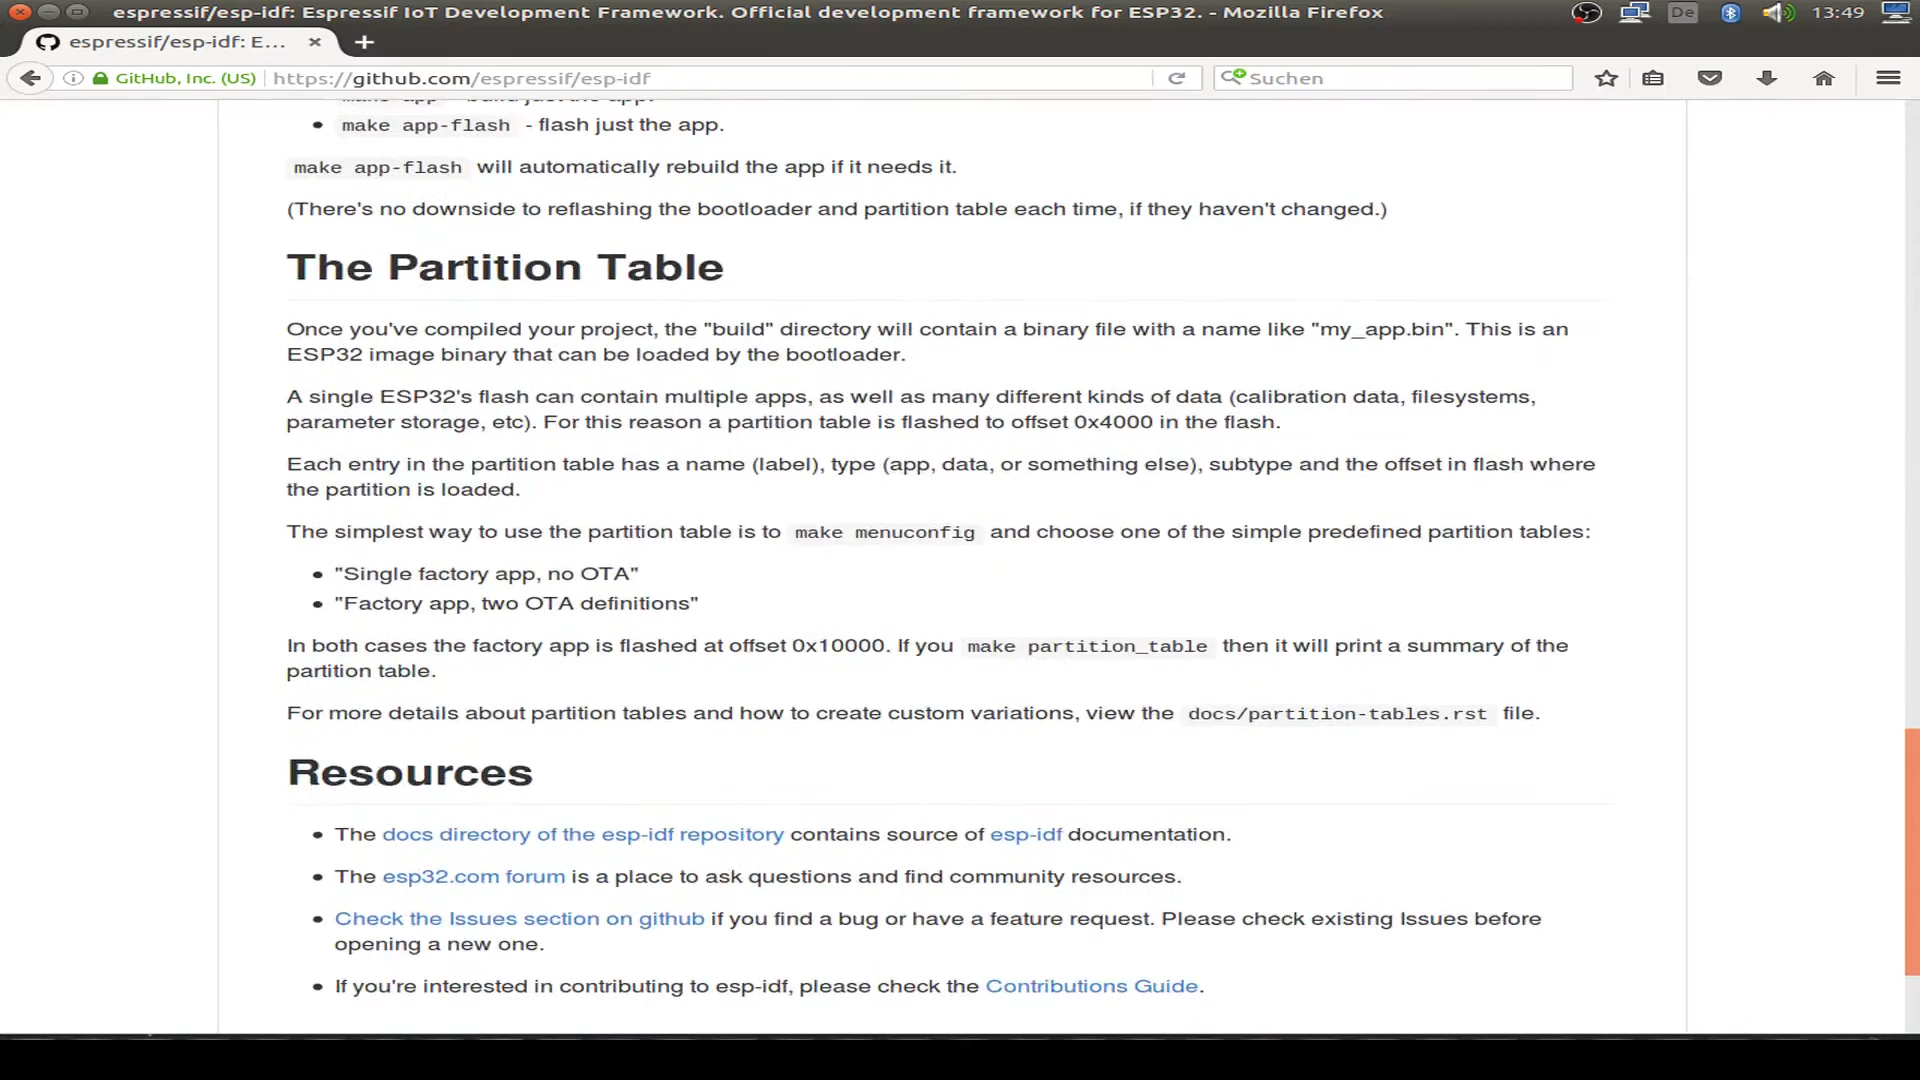 espressif/esp-idf: Espressif IoT Development Framework. Official development framework for ESP32. - Mozilla Firefox
De
13:49
espressif/esp-idf: E...
GitHub, Inc. (US)
https://github.com/espressif/esp-idf
Suchen
make app - build just the app.
make app-flash - flash just the app.
make app-flash will automatically rebuild the app if it needs it.
(There's no downside to reflashing the bootloader and partition table each time, if they haven't changed.)
The Partition Table
Once you've compiled your project, the "build" directory will contain a binary file with a name like "my_app.bin". This is an
ESP32 image binary that can be loaded by the bootloader.
A single ESP32's flash can contain multiple apps, as well as many different kinds of data (calibration data, filesystems,
parameter storage, etc). For this reason a partition table is flashed to offset 0x4000 in the flash.
Each entry in the partition table has a name (label), type (app, data, or something else), subtype and the offset in flash where
the partition is loaded.
The simplest way to use the partition table is to make menuconfig and choose one of the simple predefined partition tables:
"Single factory app, no OTA"
"Factory app, two OTA definitions"
In both cases the factory app is flashed at offset 0x10000. If you make partition_table then it will print a summary of the
partition table.
For more details about partition tables and how to create custom variations, view the docs/partition-tables.rst file.
Resources
The docs directory of the esp-idf repository contains source of esp-idf documentation.
The esp32.com forum is a place to ask questions and find community resources.
Check the Issues section on github if you find a bug or have a feature request. Please check existing Issues before
opening a new one.
If you're interested in contributing to esp-idf, please check the Contributions Guide.